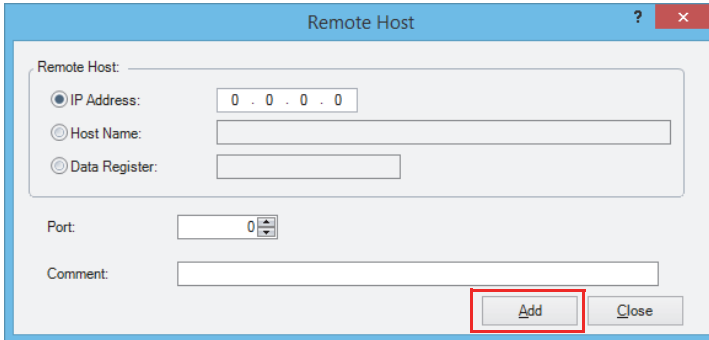 Remote Host
?
Remote Host:
IP Address: 0 . 0 . 0 . 0
Host Name:
Data Register:
Port: 0
Comment:
Add Close